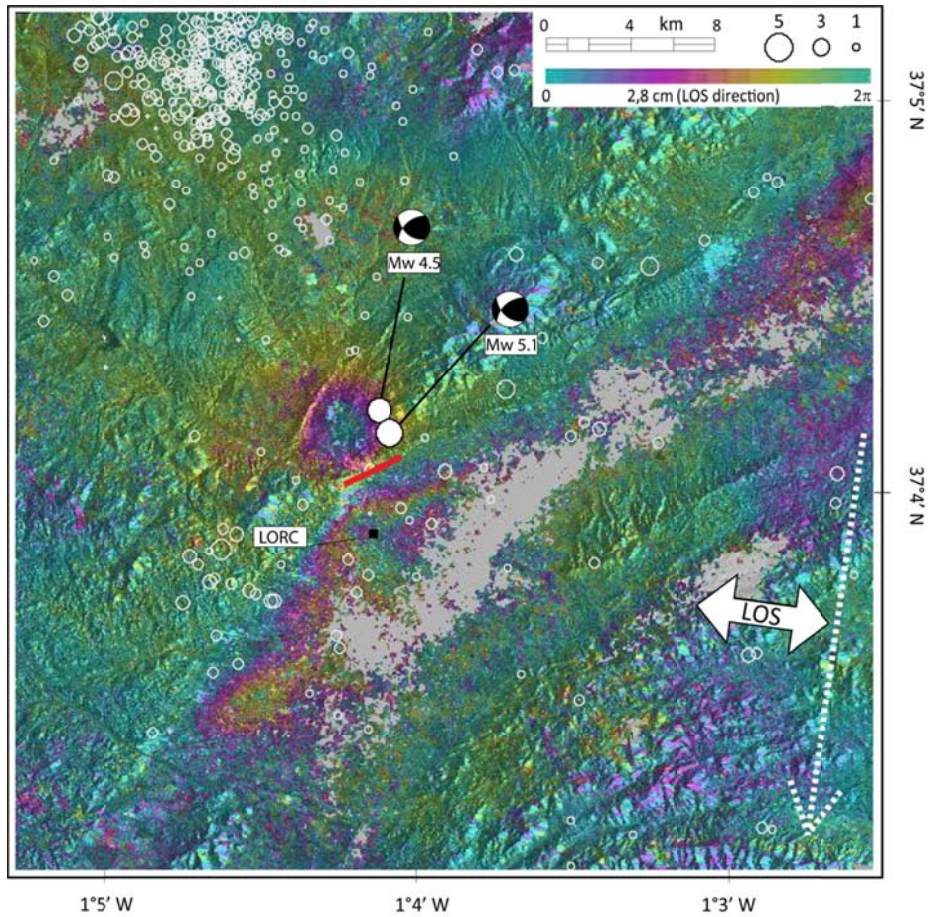 0 4 km 8 5 3 1
0 2,8 cm (LOS direction) 2π
37°5' N
Mw 4.5
Mw 5.1
37°4' N
LORC
LOS
1°5' W 1°4' W 1°3' W